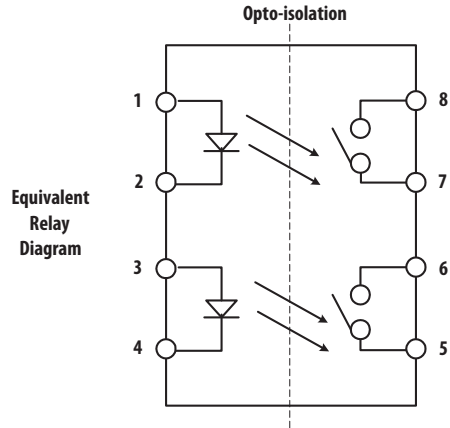 Opto-isolation
1
8
2
7
Equivalent
Relay
Diagram
3
6
4
5